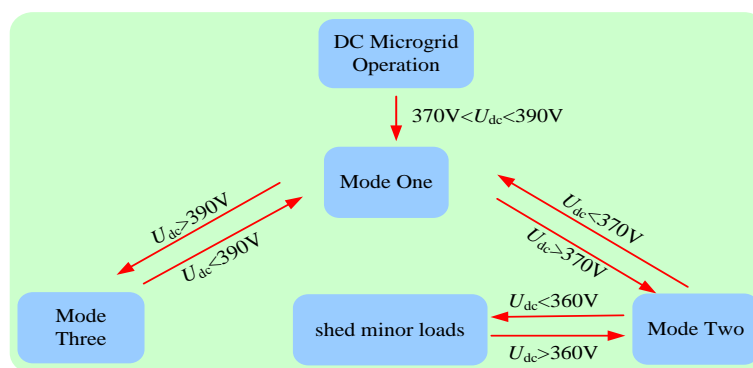 DC Microgrid
Operation
370V<Udc<390V
Mode One
Udc>390V
Udc<390V
Udc<370V
Udc>370V
Mode
Three
shed minor loads
Udc<360V
Udc>360V
Mode Two